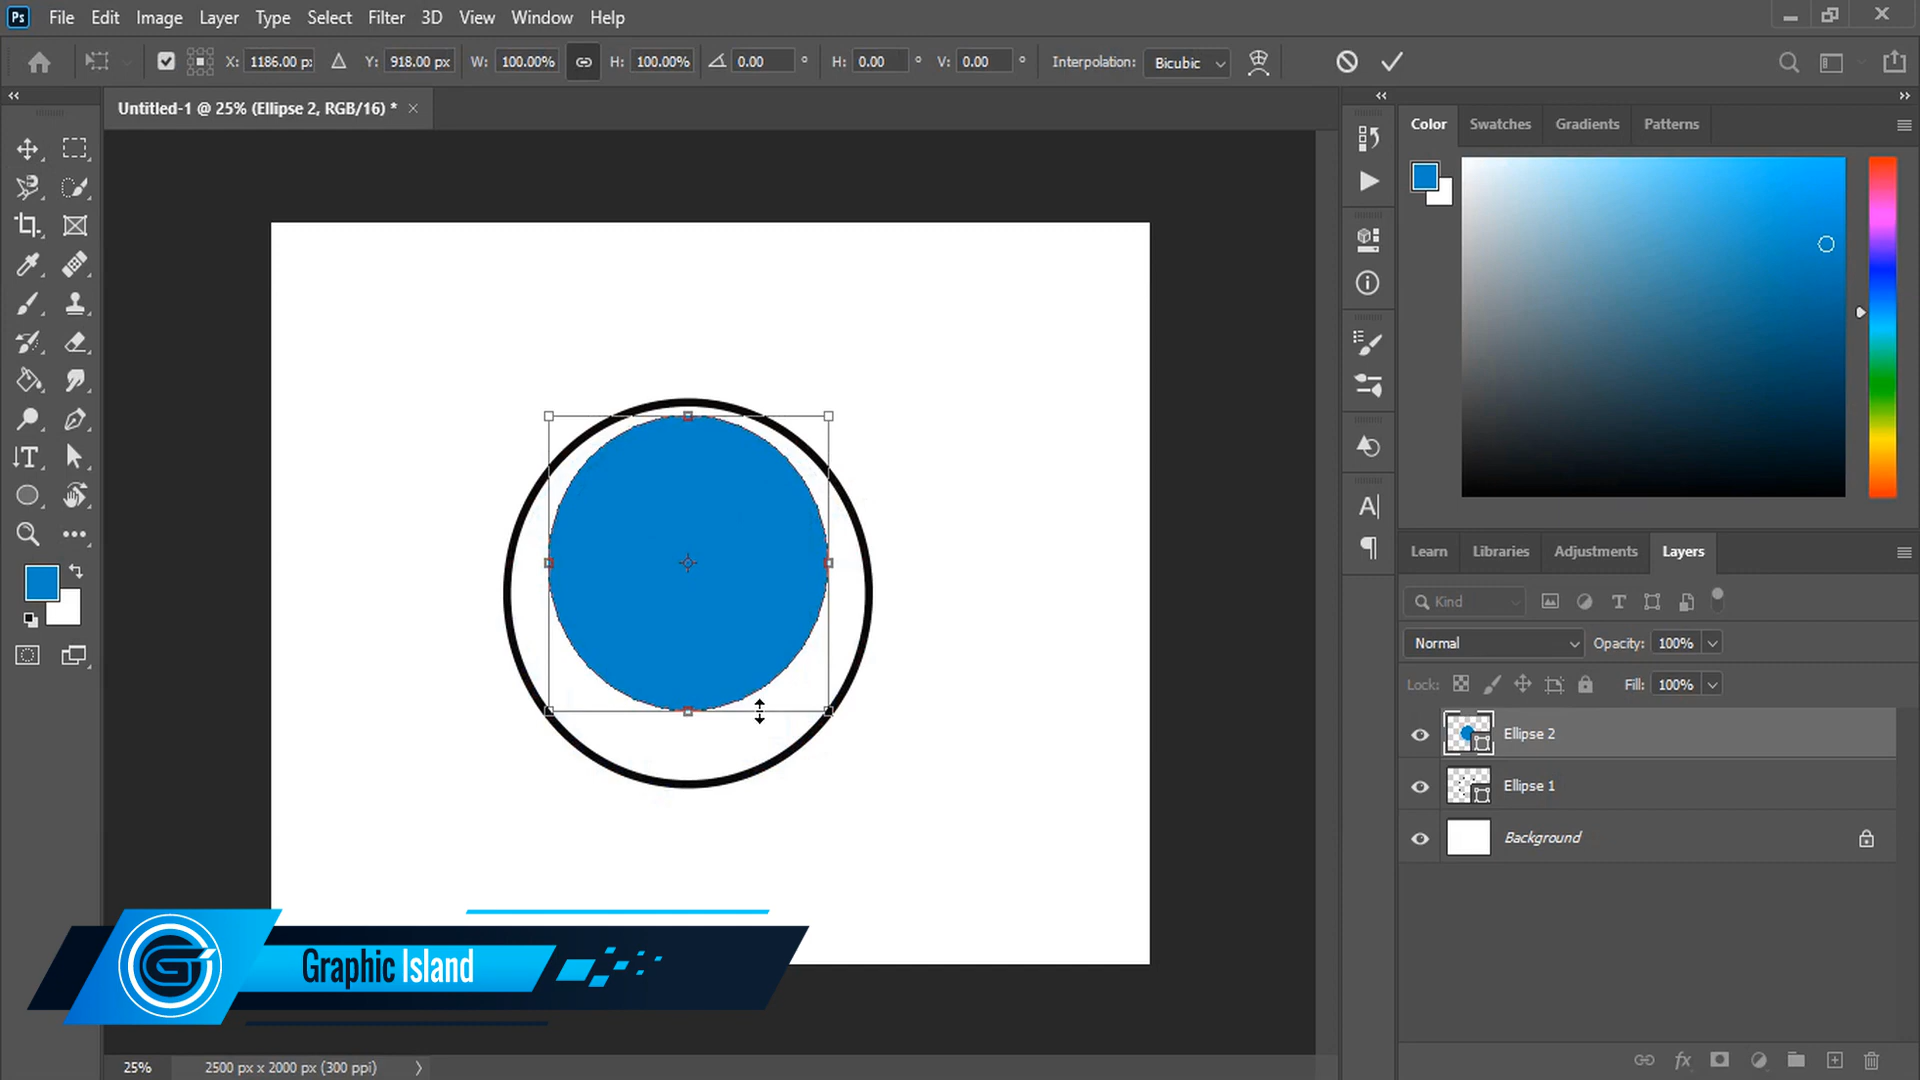 Ps File Edit Image Layer Type Select Filter 3D View Window Help
X: 1186.00 px Y: 918.00 px W: 100.00% H: 100.00% 0.00 ° H: 0.00 ° V: 0.00 ° Interpolation: Bicubic
Untitled-1 @ 25% (Ellipse 2, RGB/16) * ×
Color Swatches Gradients Patterns
Learn Libraries Adjustments Layers
Kind
Normal Opacity: 100%
Lock: Fill: 100%
Ellipse 2
Ellipse 1
Background
Graphic Island
25% 2500 px x 2000 px (300 ppi)